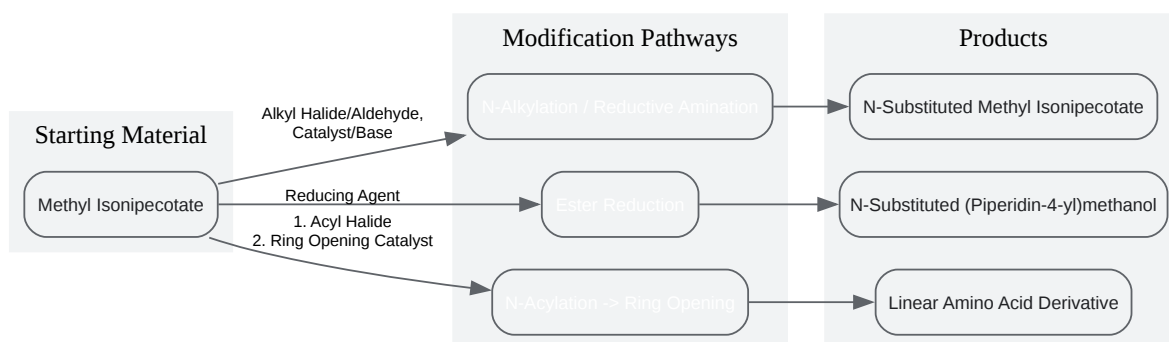 Starting Material
Methyl Isonipecotate
Alkyl Halide/Aldehyde,
Catalyst/Base
Reducing Agent
1. Acyl Halide
2. Ring Opening Catalyst
Modification Pathways
N-Alkylation / Reductive Amination
Ester Reduction
N-Acylation -> Ring Opening
Products
N-Substituted Methyl Isonipecotate
N-Substituted (Piperidin-4-yl)methanol
Linear Amino Acid Derivative